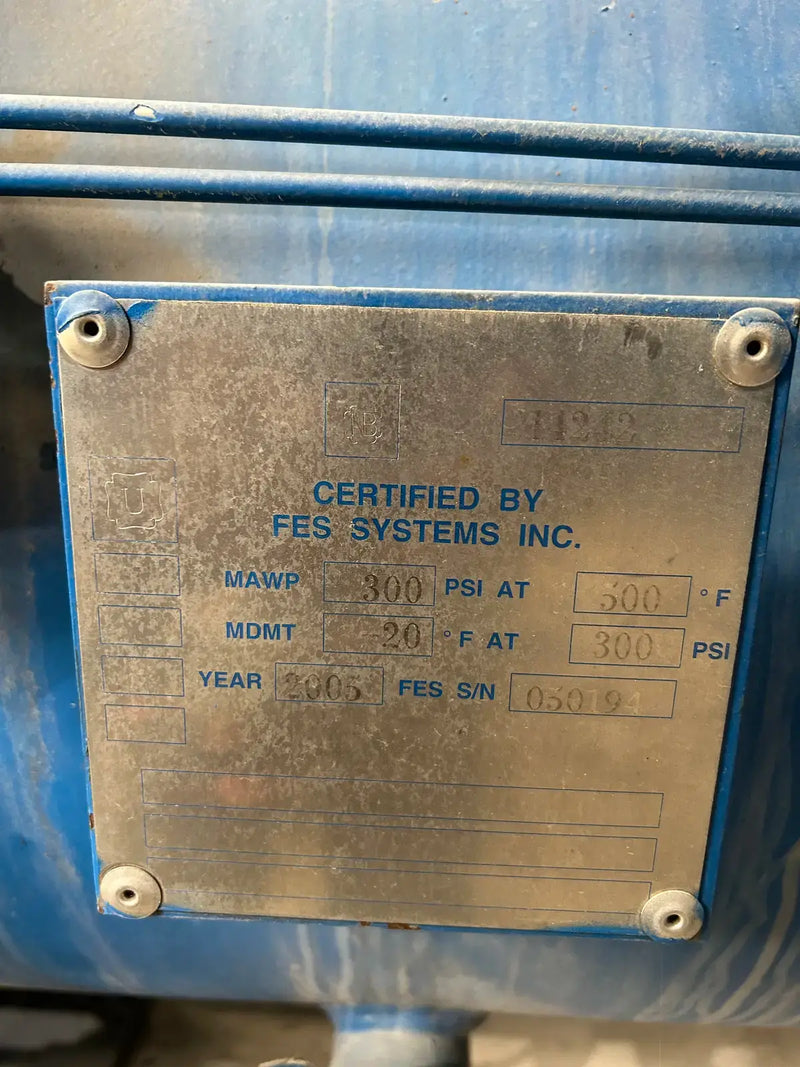 NB
11242
U
CERTIFIED BY
FES SYSTEMS INC.
MAWP 300 PSI AT 300 °F
MDMT -20 °F AT 300 PSI
YEAR 2005 FES S/N 050194